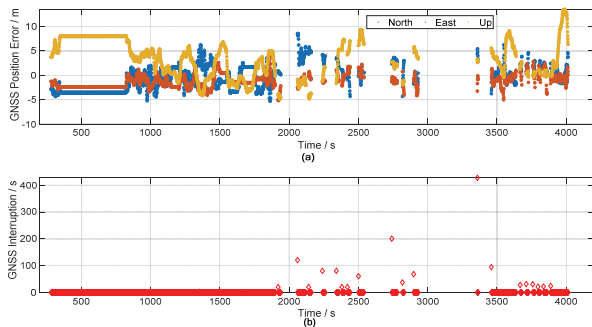 North East Up
GNSS Position Error / m
10
5
0
-5
-10
500 1000 1500 2000 2500 3000 3500 4000
Time / s
(a)
GNSS Interruption / s
400
300
200
100
0
500 1000 1500 2000 2500 3000 3500 4000
Time / s
(b)